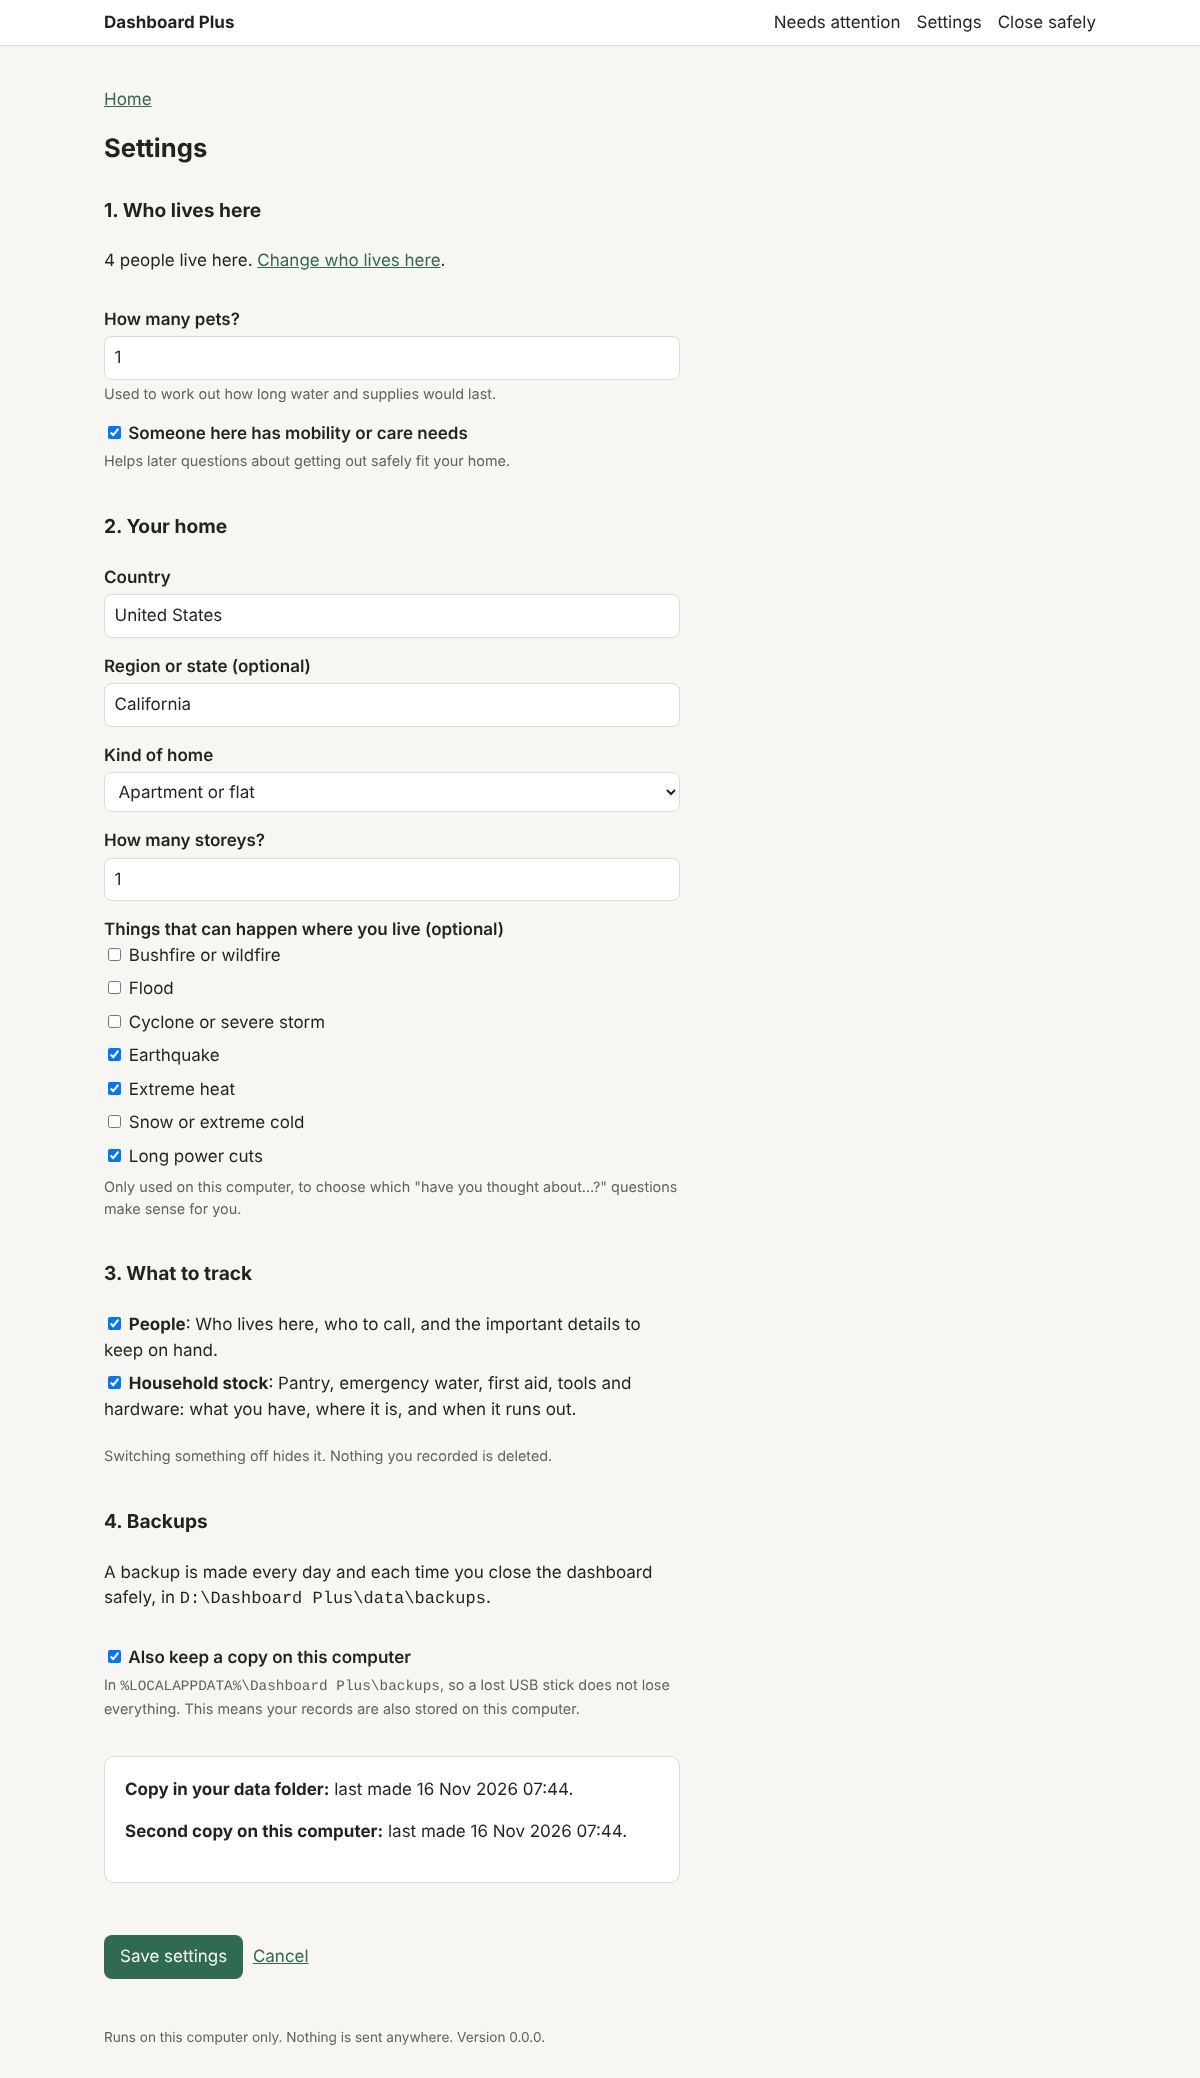 Dashboard Plus
Needs attention Settings Close safely
Home
Settings
1. Who lives here
4 people live here. Change who lives here.
How many pets?
1
Used to work out how long water and supplies would last.
Someone here has mobility or care needs
Helps later questions about getting out safely fit your home.
2. Your home
Country
United States
Region or state (optional)
California
Kind of home
Apartment or flat
How many storeys?
1
Things that can happen where you live (optional)
Bushfire or wildfire
Flood
Cyclone or severe storm
Earthquake
Extreme heat
Snow or extreme cold
Long power cuts
Only used on this computer, to choose which "have you thought about...?" questions
make sense for you.
3. What to track
People: Who lives here, who to call, and the important details to
keep on hand.
Household stock: Pantry, emergency water, first aid, tools and
hardware: what you have, where it is, and when it runs out.
Switching something off hides it. Nothing you recorded is deleted.
4. Backups
A backup is made every day and each time you close the dashboard
safely, in D:\Dashboard Plus\data\backups.
Also keep a copy on this computer
In %LOCALAPPDATA%\Dashboard Plus\backups, so a lost USB stick does not lose
everything. This means your records are also stored on this computer.
Copy in your data folder: last made 16 Nov 2026 07:44.
Second copy on this computer: last made 16 Nov 2026 07:44.
Save settings Cancel
Runs on this computer only. Nothing is sent anywhere. Version 0.0.0.